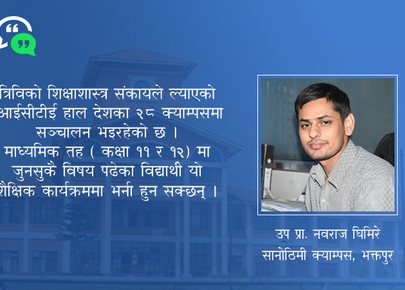 त्रिविको शिक्षाशास्त्र संकायले ल्याएको
आईसीटीई हाल देशका २८ क्याम्पसमा
सञ्चालन भइरहेको छ ।
माध्यमिक तह ( कक्षा ११ र १२) मा
जुनसुकै विषय पढेका विद्यार्थी यो
शैक्षिक कार्यक्रममा भर्ना हुन सक्छन् ।
उप प्रा. नवराज घिमिरे
सानोठिमी क्याम्पस, भक्तपुर